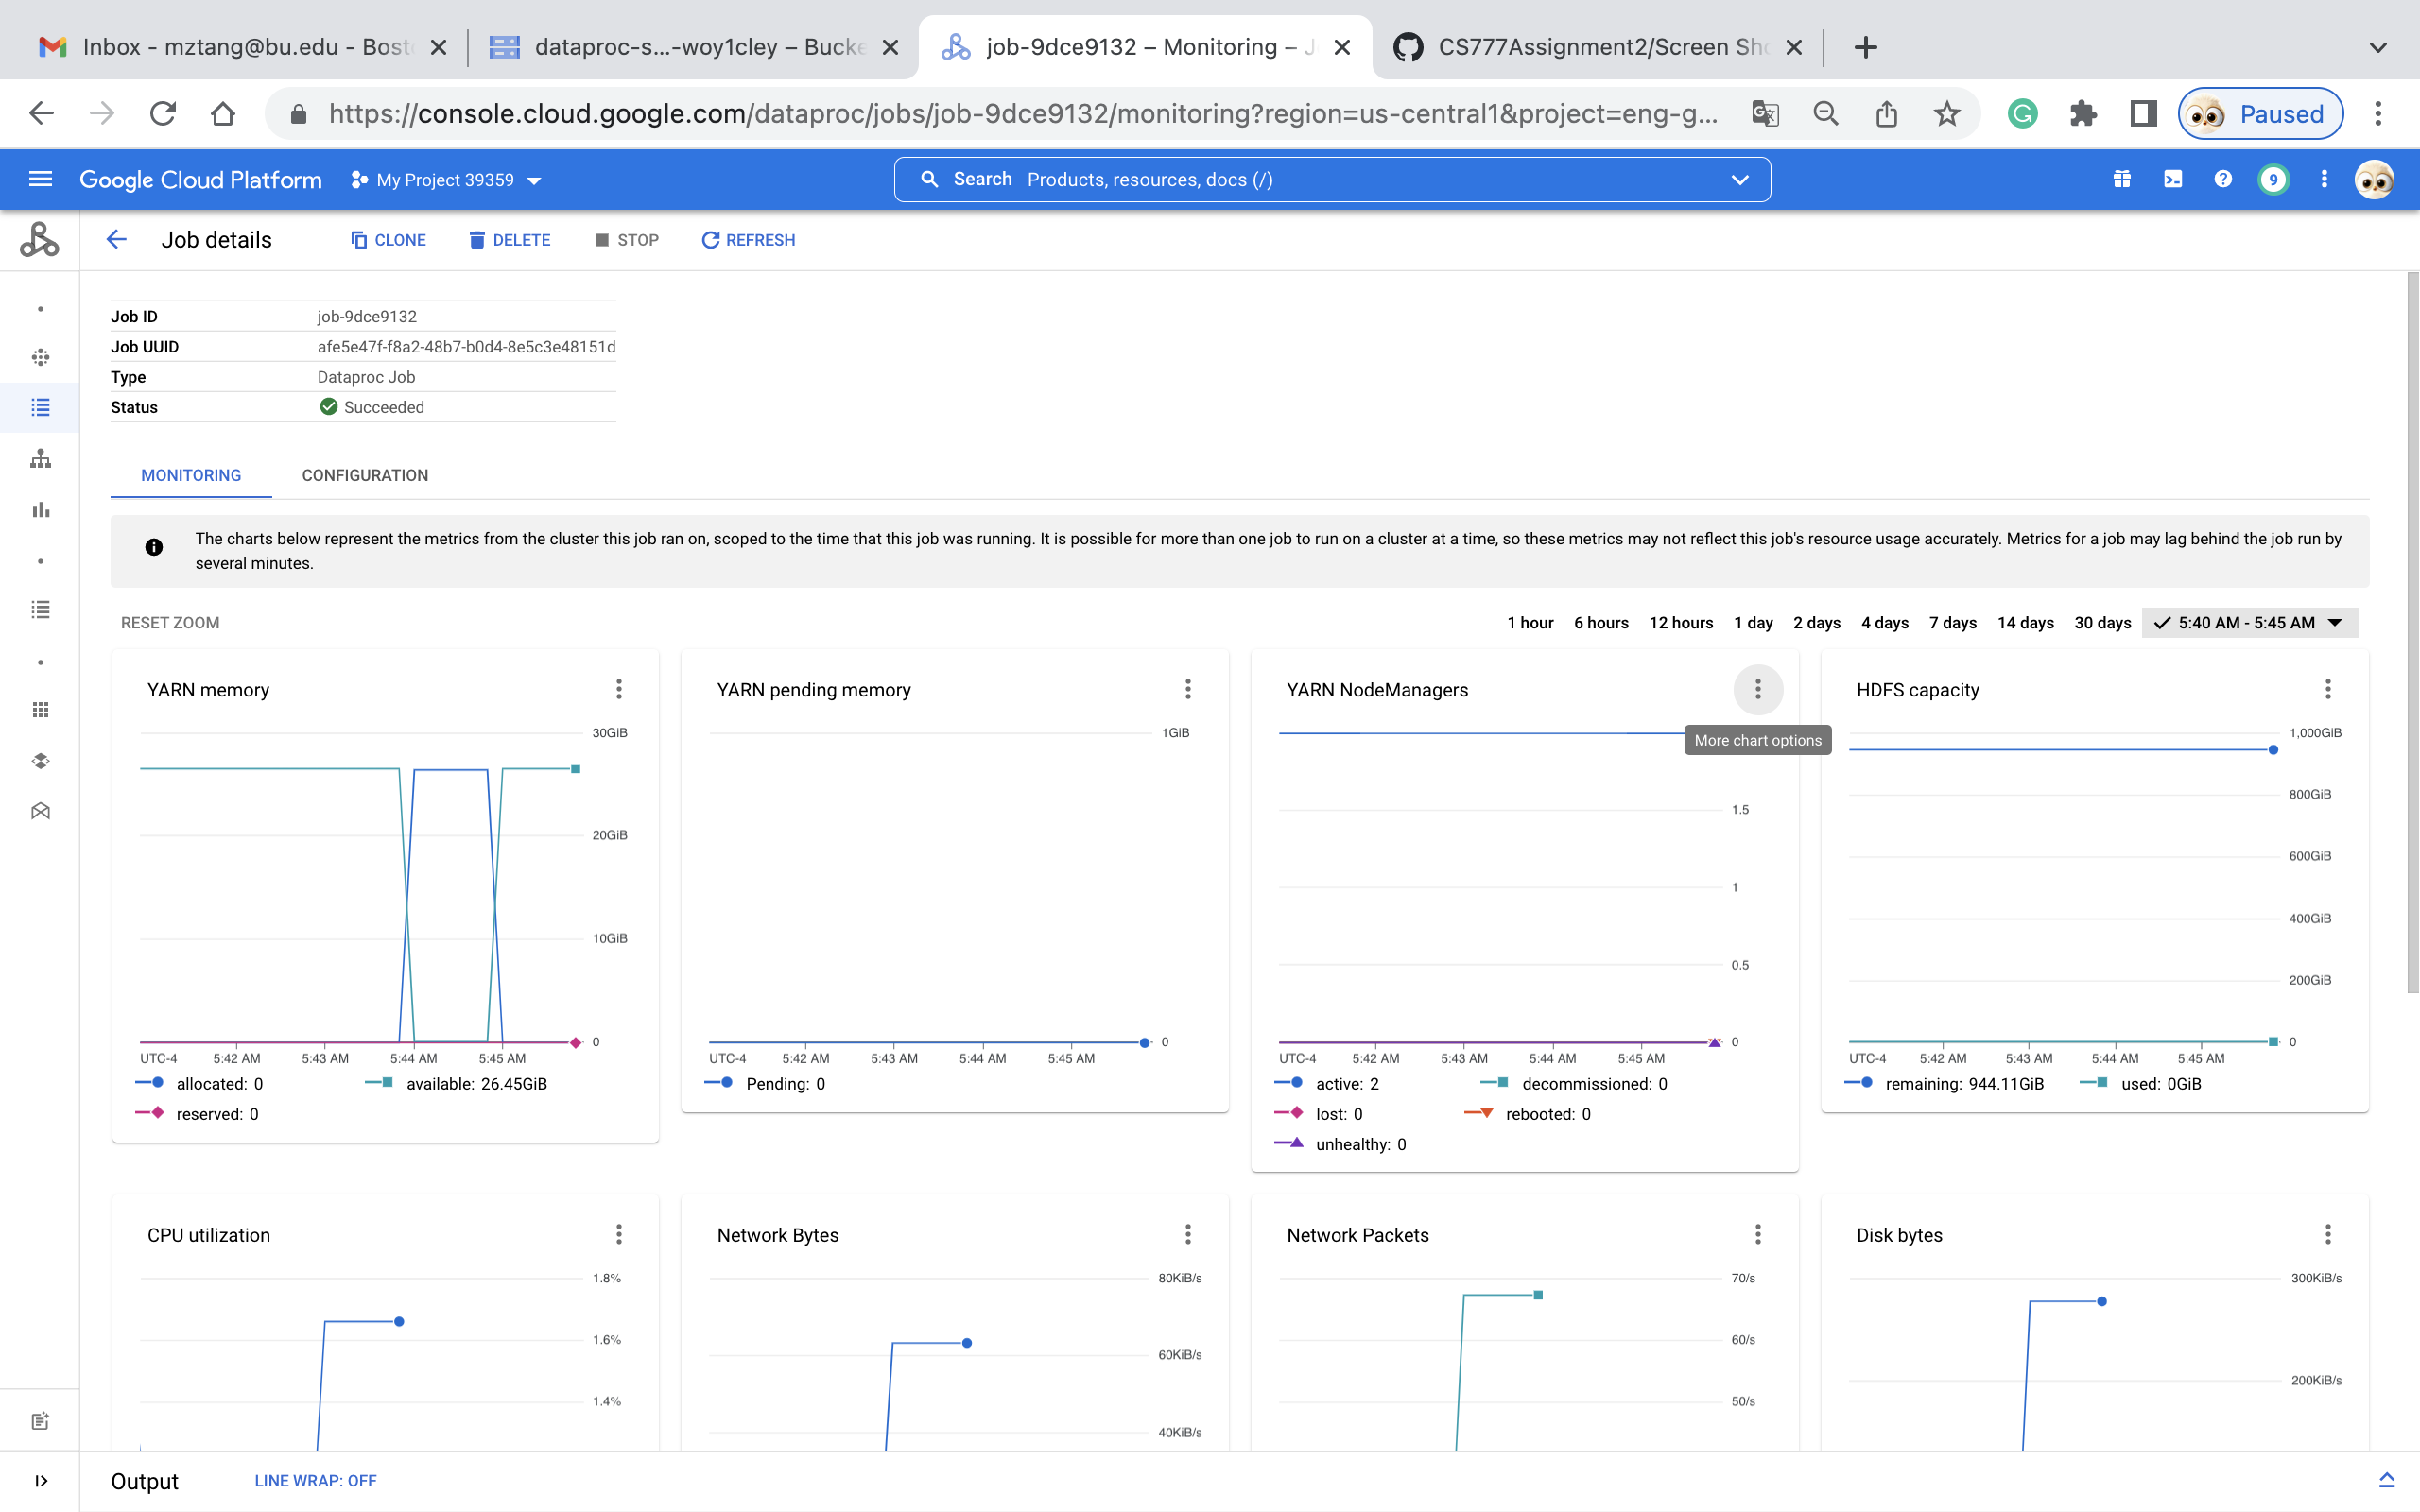 Inbox - mztang@bu.edu - Bost
dataproc-s...-woy1cley – Bucke
job-9dce9132 – Monitoring – J
CS777Assignment2/Screen Sho
https://console.cloud.google.com/dataproc/jobs/job-9dce9132/monitoring?region=us-central1&project=eng-g...
Paused
Google Cloud Platform
My Project 39359
Search Products, resources, docs (/)
9
Job details
CLONE
DELETE
STOP
REFRESH
Job ID job-9dce9132
Job UUID afe5e47f-f8a2-48b7-b0d4-8e5c3e48151d
Type Dataproc Job
Status Succeeded
MONITORING
CONFIGURATION
The charts below represent the metrics from the cluster this job ran on, scoped to the time that this job was running. It is possible for more than one job to run on a cluster at a time, so these metrics may not reflect this job's resource usage accurately. Metrics for a job may lag behind the job run by
several minutes.
RESET ZOOM
1 hour 6 hours 12 hours 1 day 2 days 4 days 7 days 14 days 30 days 5:40 AM - 5:45 AM
YARN memory
30GiB
20GiB
10GiB
0
UTC-4 5:42 AM 5:43 AM 5:44 AM 5:45 AM
allocated: 0 available: 26.45GiB
reserved: 0
YARN pending memory
1GiB
0
UTC-4 5:42 AM 5:43 AM 5:44 AM 5:45 AM
Pending: 0
YARN NodeManagers
More chart options
1.5
1
0.5
0
UTC-4 5:42 AM 5:43 AM 5:44 AM 5:45 AM
active: 2 decommissioned: 0
lost: 0 rebooted: 0
unhealthy: 0
HDFS capacity
1,000GiB
800GiB
600GiB
400GiB
200GiB
0
UTC-4 5:42 AM 5:43 AM 5:44 AM 5:45 AM
remaining: 944.11GiB used: 0GiB
CPU utilization
1.8%
1.6%
1.4%
Network Bytes
80KiB/s
60KiB/s
40KiB/s
Network Packets
70/s
60/s
50/s
Disk bytes
300KiB/s
200KiB/s
Output
LINE WRAP: OFF